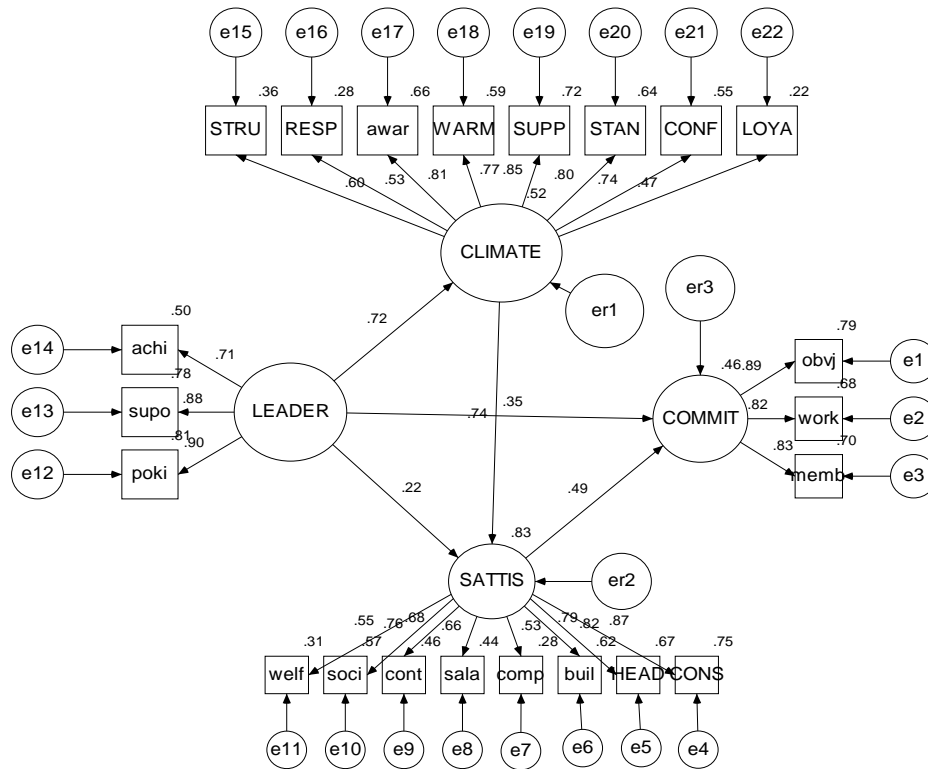 e15 e16 e17 e18 e19 e20 e21 e22
.36 .28 .66 .59 .72 .64 .55 .22
STRU RESP awar WARM SUPP STAN CONF LOYA
.60 .53 .81 .77 .85 .80 .74 .47
.52
CLIMATE
er1
er3
.72
.50
e14 achi .71
.78
e13 supo .88
.81
e12 poki .90
LEADER
.74 .35
.46 .89 .79
obvj e1
.82 .68
COMMIT work e2
.83 .70
memb e3
.22 .49
.83
SATTIS er2
.55 .76 .68 .66 .53 .79 .82 .87
.31 .57 .46 .44 .28 .62 .67 .75
welf soci cont sala comp buil HEAD CONS
e11 e10 e9 e8 e7 e6 e5 e4